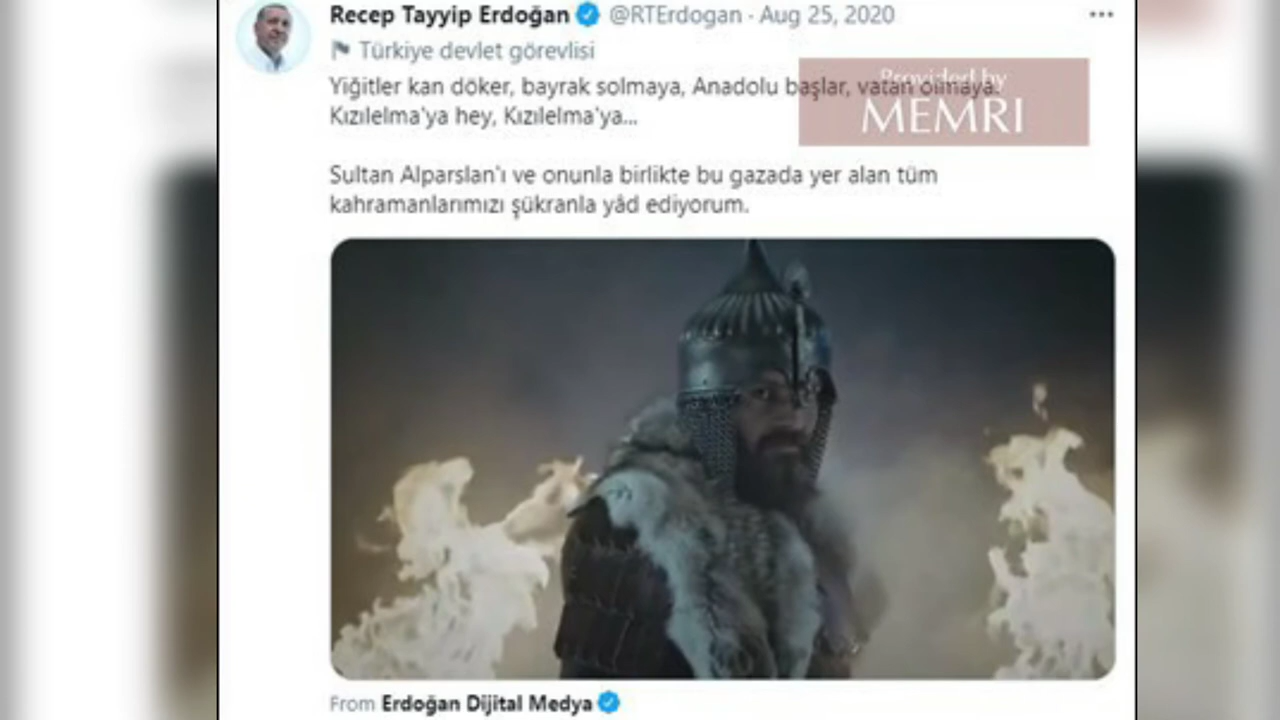 Recep Tayyip Erdoğan @RTErdogan · Aug 25, 2020
Türkiye devlet görevlisi
Yiğitler kan döker, bayrak solmaya, Anadolu başlar, vatan olmaya.
Kızılelma'ya hey, Kızılelma'ya...
Provided by
MEMRI
Sultan Alparslan'ı ve onunla birlikte bu gazada yer alan tüm
kahramanlarımızı şükranla yâd ediyorum.
From Erdoğan Dijital Medya